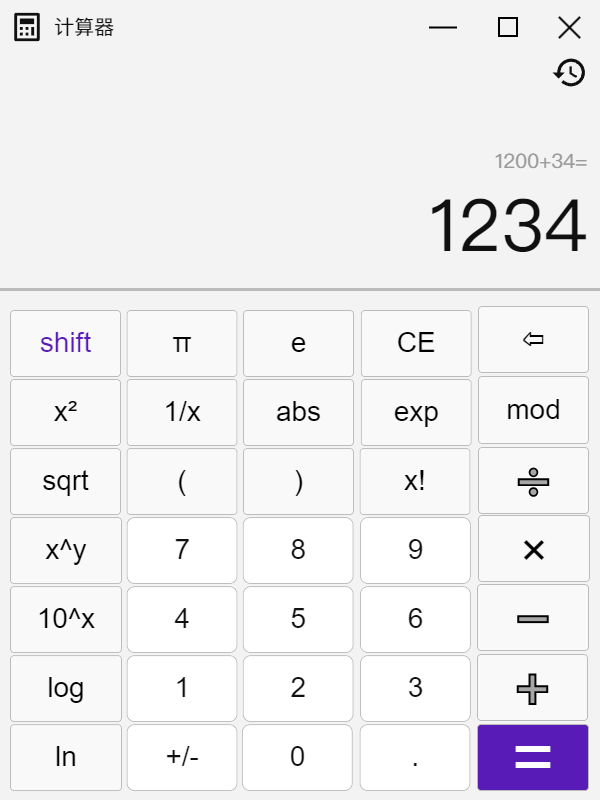 计算器
1200+34=
1234
shift π e CE ⇦
x² 1/x abs exp mod
sqrt ( ) x! ÷
x^y 7 8 9 ×
10^x 4 5 6 −
log 1 2 3 +
ln +/- 0 . =